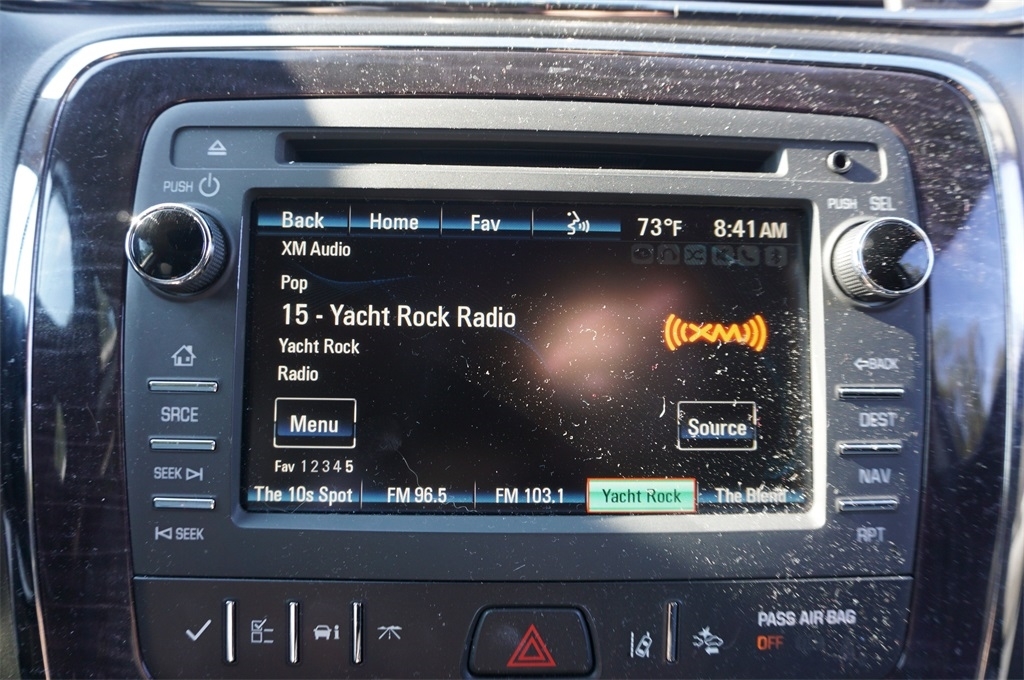 PUSH
PUSH SEL
Back Home Fav 73°F 8:41 AM
XM Audio
Pop
15 - Yacht Rock Radio
((XM))
Yacht Rock
Radio
BACK
Menu Source
SRCE DEST
Fav 1 2 3 4 5
SEEK NAV
The 10s Spot FM 96.5 FM 103.1 Yacht Rock The Blend
SEEK RPT
PASS AIR BAG
OFF